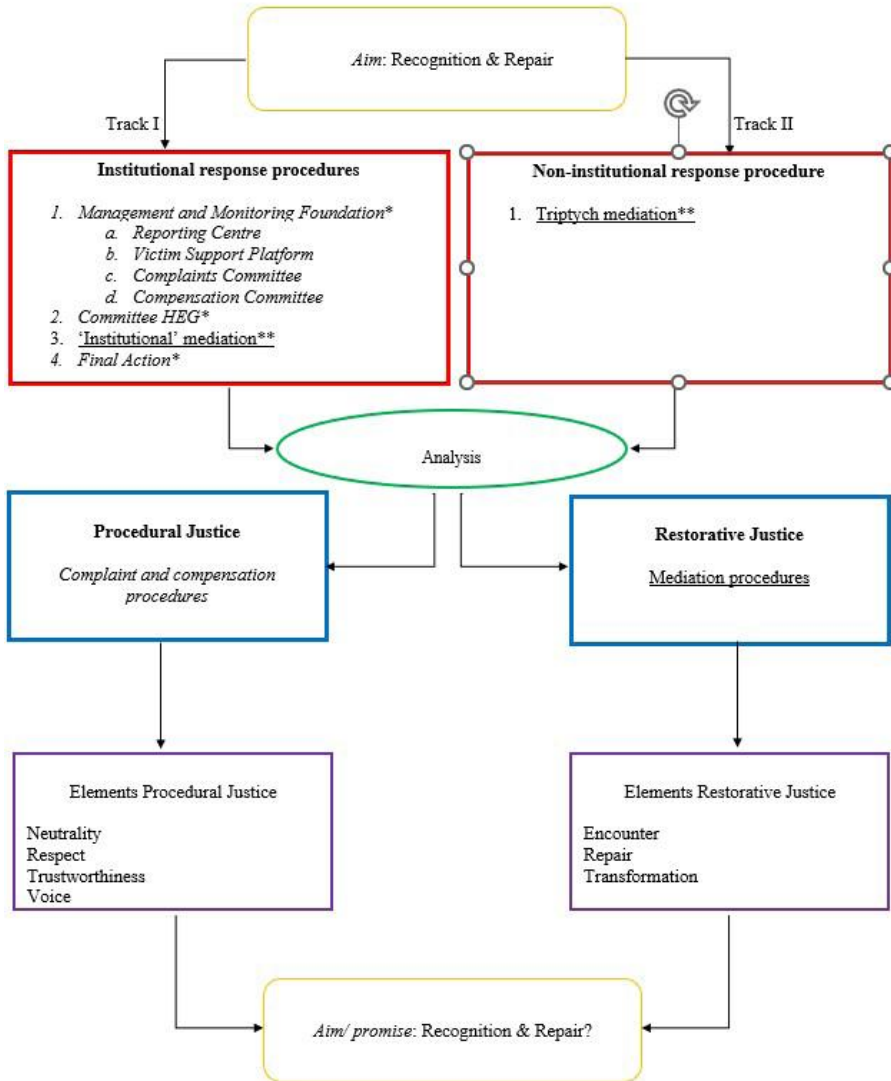 Aim: Recognition & Repair
Track I
Track II
Institutional response procedures
1. Management and Monitoring Foundation*
a. Reporting Centre
b. Victim Support Platform
c. Complaints Committee
d. Compensation Committee
2. Committee HEG*
3. ‘Institutional’ mediation**
4. Final Action*
Non-institutional response procedure
1. Triptych mediation**
Analysis
Procedural Justice
Complaint and compensation
procedures
Restorative Justice
Mediation procedures
Elements Procedural Justice
Neutrality
Respect
Trustworthiness
Voice
Elements Restorative Justice
Encounter
Repair
Transformation
Aim/ promise: Recognition & Repair?